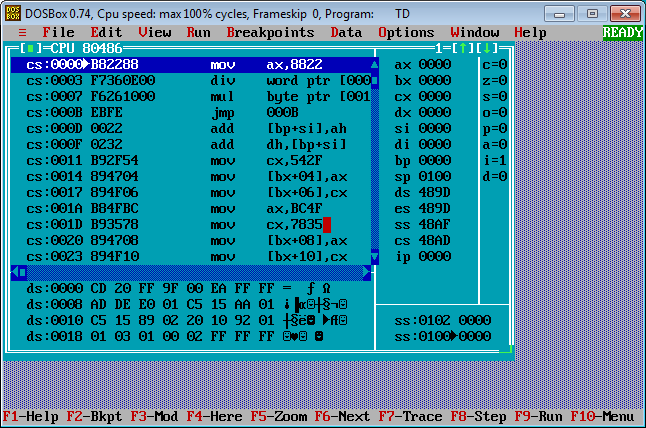 DOSBox 0.74, Cpu speed: max 100% cycles, Frameskip 0, Program: TD
≡ File Edit View Run Breakpoints Data Options Window Help READY
[■]=CPU 80486 1=[↑][↓]
cs:0000►B82288 mov ax,8822 ax 0000 c=0
cs:0003 F7360E00 div word ptr [000 bx 0000 z=0
cs:0007 F6261000 mul byte ptr [001 cx 0000 s=0
cs:000B EBFE jmp 000B dx 0000 o=0
cs:000D 0022 add [bp+si],ah si 0000 p=0
cs:000F 0232 add dh,[bp+si] di 0000 a=0
cs:0011 B92F54 mov cx,542F bp 0000 i=1
cs:0014 894704 mov [bx+04],ax sp 0100 d=0
cs:0017 894F06 mov [bx+06],cx ds 489D
cs:001A B84FBC mov ax,BC4F es 489D
cs:001D B93578 mov cx,7835 ss 48AF
cs:0020 894708 mov [bx+08],ax cs 48AD
cs:0023 894F10 mov [bx+10],cx ip 0000
ds:0000 CD 20 FF 9F 00 EA FF FF = ƒ Ω
ds:0008 AD DE E0 01 C5 15 AA 01
ds:0010 C5 15 89 02 20 10 92 01 ss:0102 0000
ds:0018 01 03 01 00 02 FF FF FF ss:0100►0000
F1-Help F2-Bkpt F3-Mod F4-Here F5-Zoom F6-Next F7-Trace F8-Step F9-Run F10-Menu